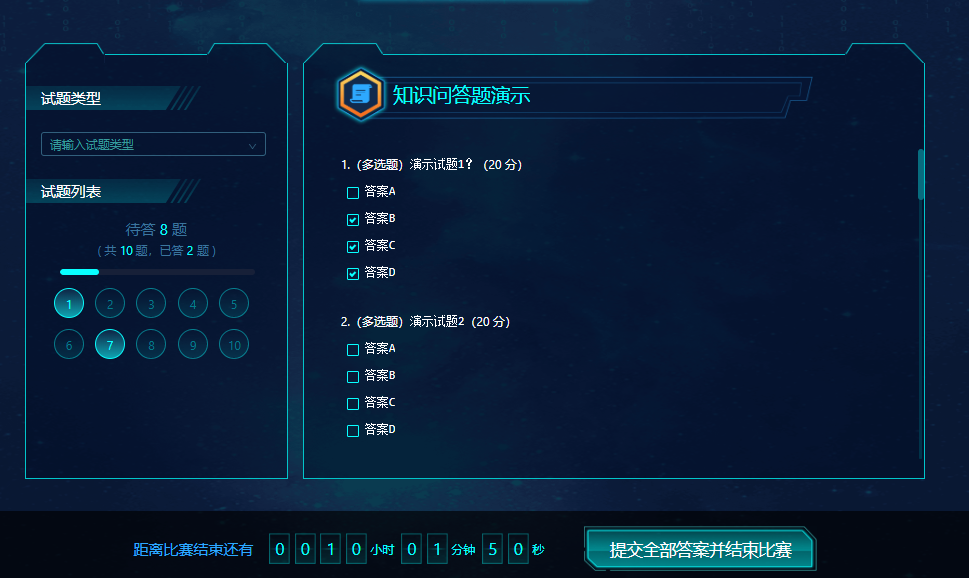 试题类型
请输入试题类型
试题列表
待答 8 题
( 共 10 题，已答 2 题 )
1 2 3 4 5
6 7 8 9 10
知识问答题演示
1. (多选题) 演示试题1? (20 分)
答案A
答案B
答案C
答案D
2. (多选题) 演示试题2 (20 分)
答案A
答案B
答案C
答案D
距离比赛结束还有 0 0 1 0 小时 0 1 分钟 5 0 秒
提交全部答案并结束比赛